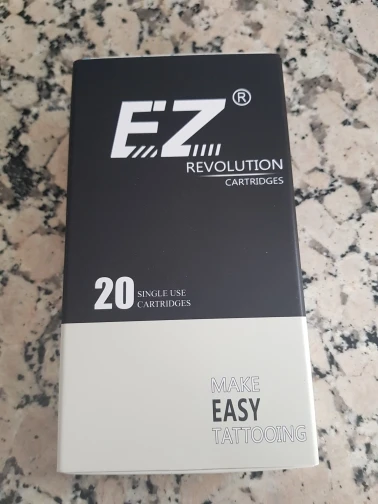 EZ®
REVOLUTION
CARTRIDGES
20 SINGLE USE
CARTRIDGES
MAKE
EASY
TATTOOING